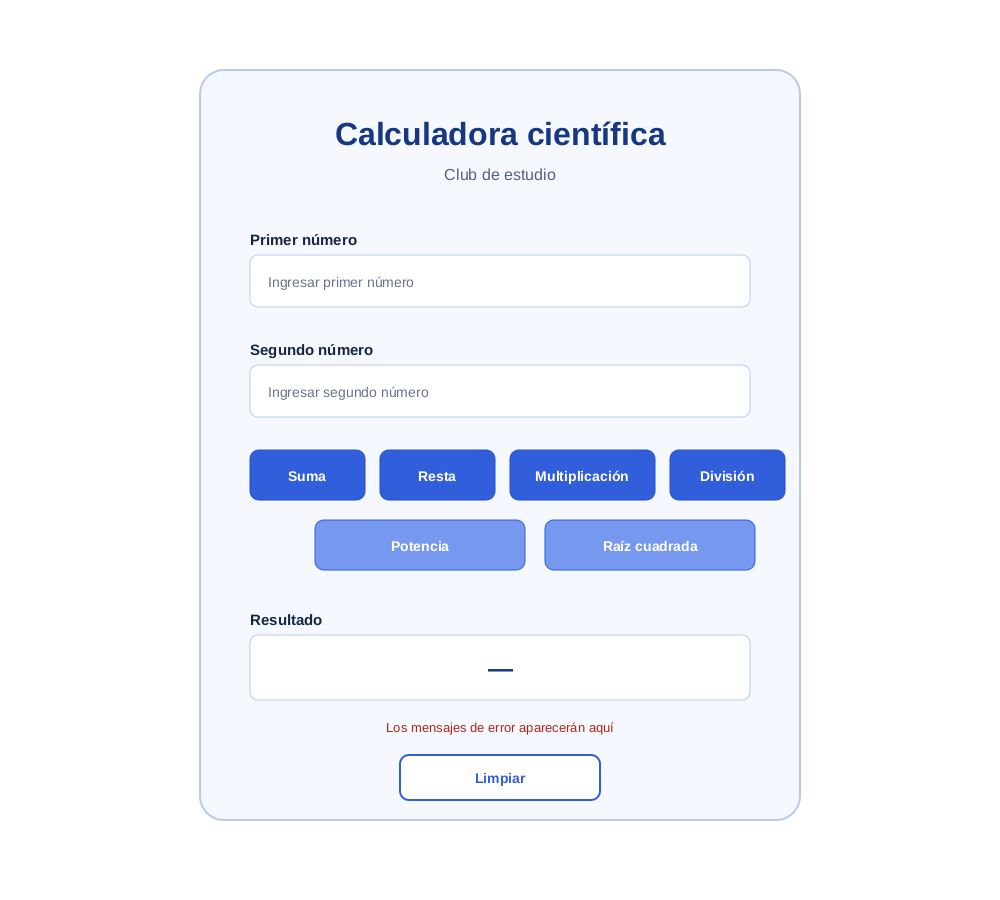 Calculadora científica
Club de estudio
Primer número
Ingresar primer número
Segundo número
Ingresar segundo número
Suma Resta Multiplicación División
Potencia Raíz cuadrada
Resultado
—
Los mensajes de error aparecerán aquí
Limpiar